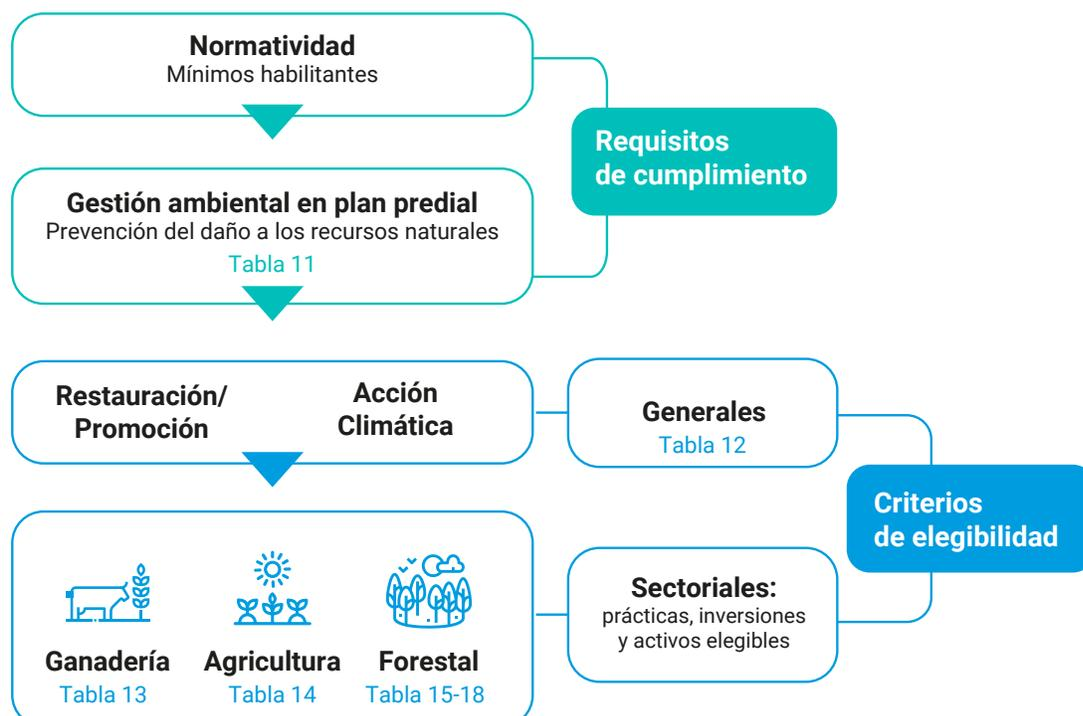 Normatividad
Mínimos habilitantes
Requisitos
de cumplimiento
Gestión ambiental en plan predial
Prevención del daño a los recursos naturales
Tabla 11
Restauración/
Promoción
Acción
Climática
Generales
Tabla 12
Criterios
de elegibilidad
Sectoriales:
prácticas, inversiones
y activos elegibles
Ganadería
Tabla 13
Agricultura
Tabla 14
Forestal
Tabla 15-18